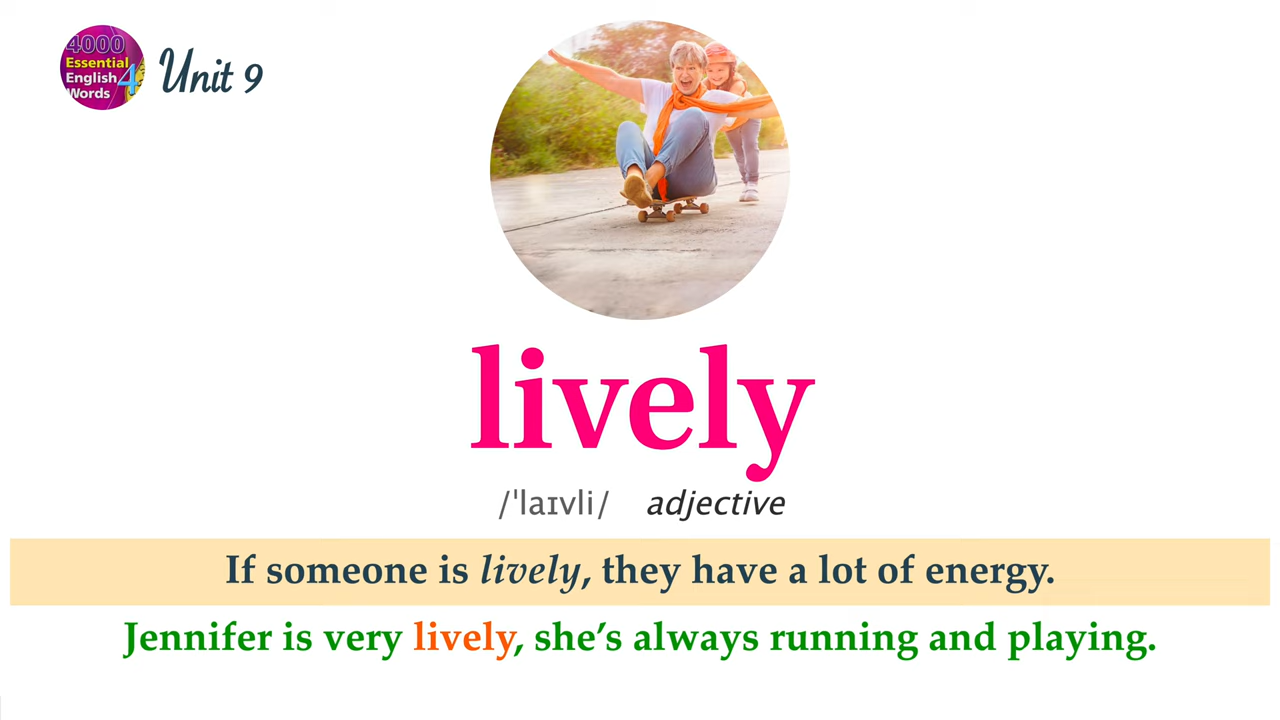 4000
Essential
English
Words
4
Unit 9
lively
/ˈlaɪvli/ adjective
If someone is lively, they have a lot of energy.
Jennifer is very lively, she’s always running and playing.